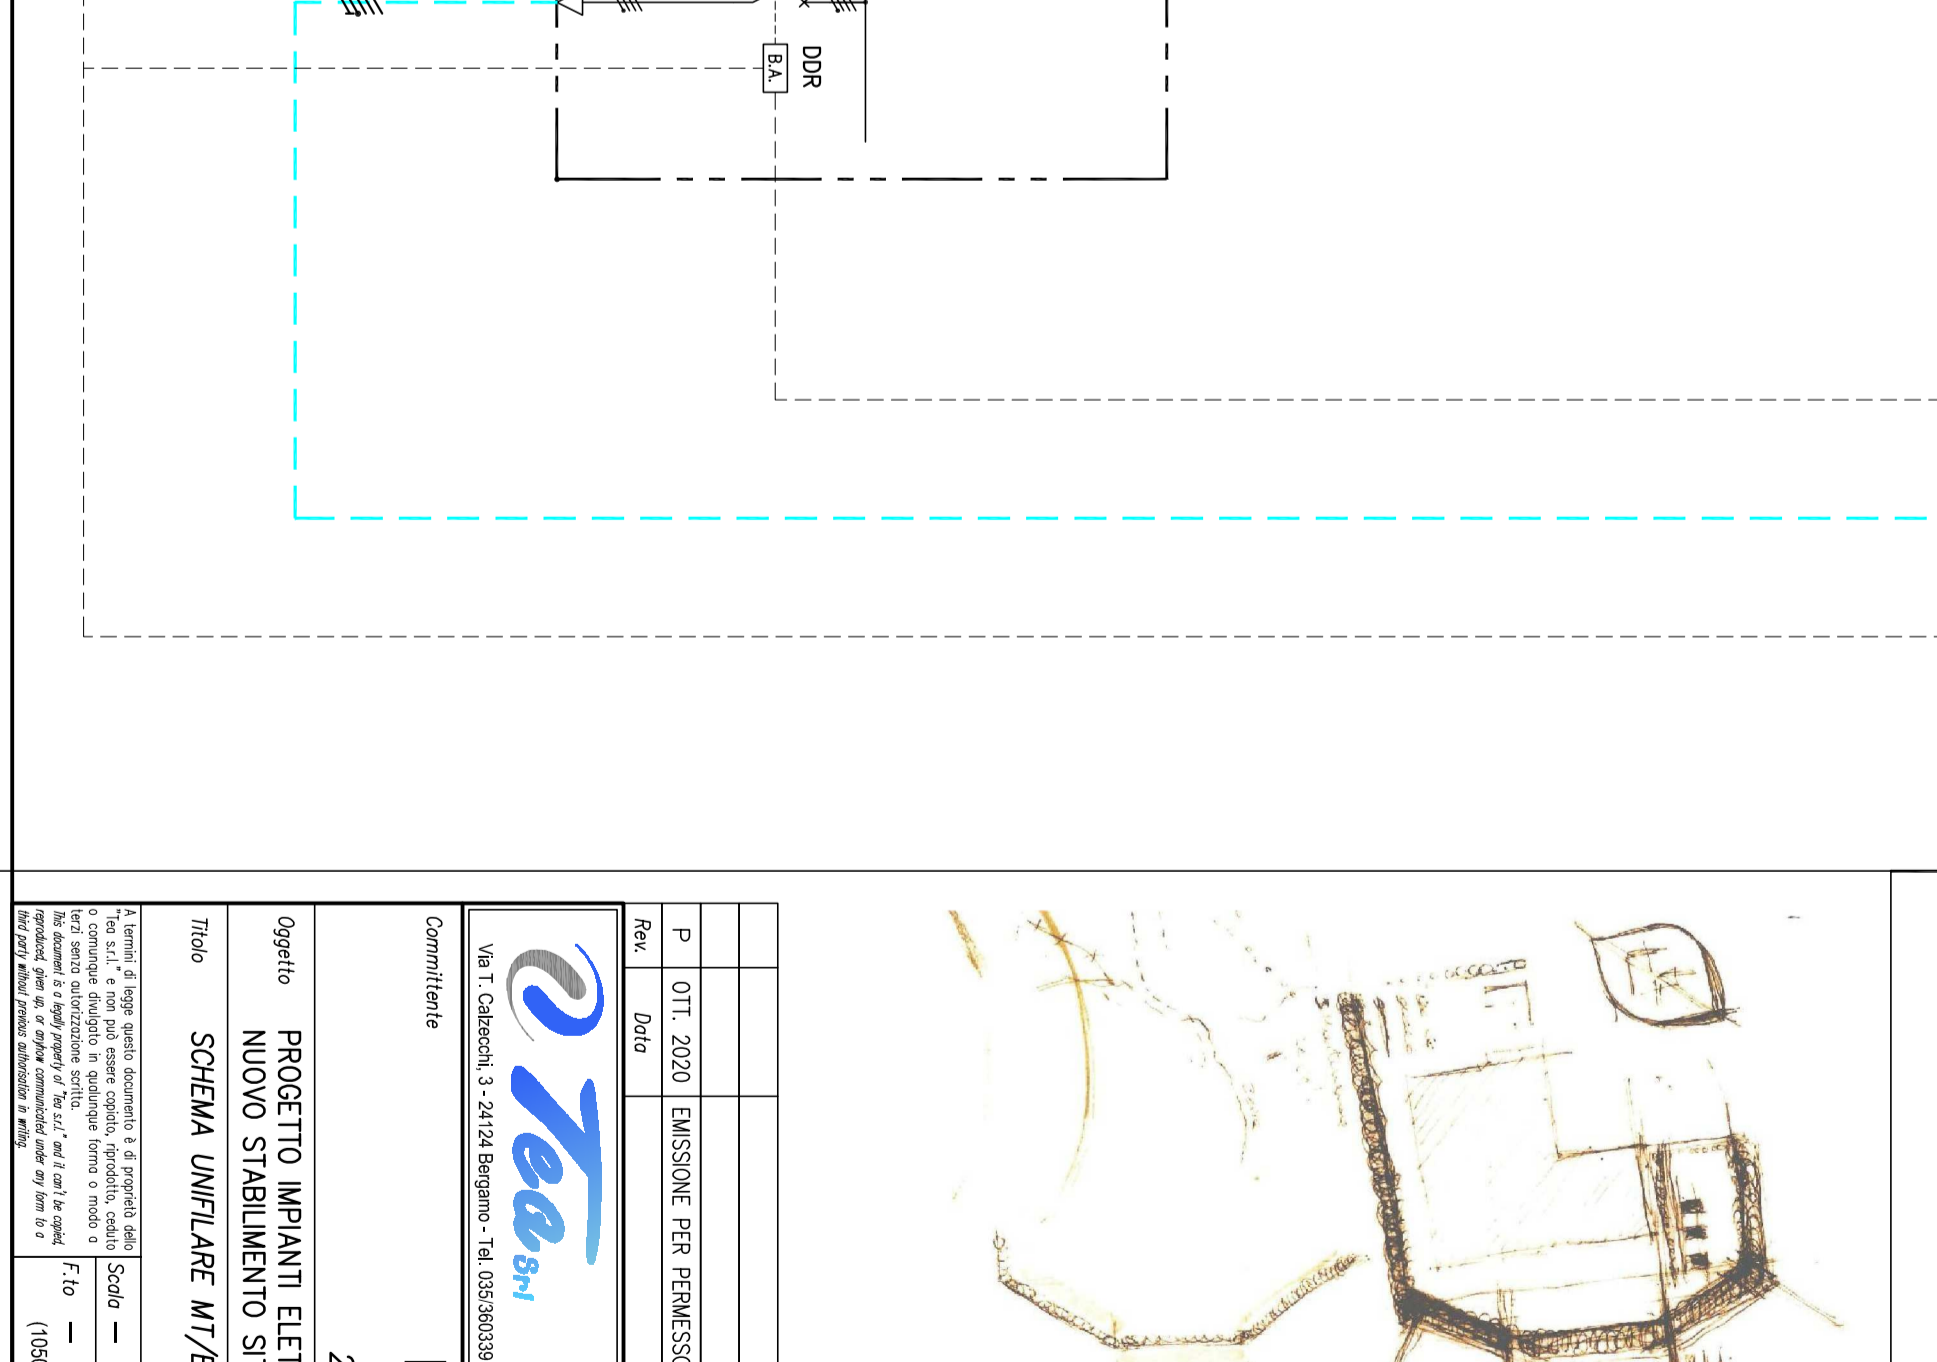 B.A.
DDR
P
OTT. 2020
EMISSIONE PER PERMESSO
Rev.
Data
Tea srl
Via T. Calzecchi, 3 - 24124 Bergamo - Tel. 035/360339
Committente
Oggetto
PROGETTO IMPIANTI ELET
NUOVO STABILIMENTO SI
Titolo
SCHEMA UNIFILARE MT/B
A termini di legge questo documento è di proprietà dello
"Tea s.r.l." e non può essere copiato, riprodotto, ceduto
o comunque divulgato in qualunque forma o modo a
terzi senza autorizzazione scritta.
This document is a legally property of "Tea s.r.l." and it can't be copied,
reproduced, given up, or anyhow communicated under any form to a
third party without previous authorisation in writing.
Scala –
F.to –
(105